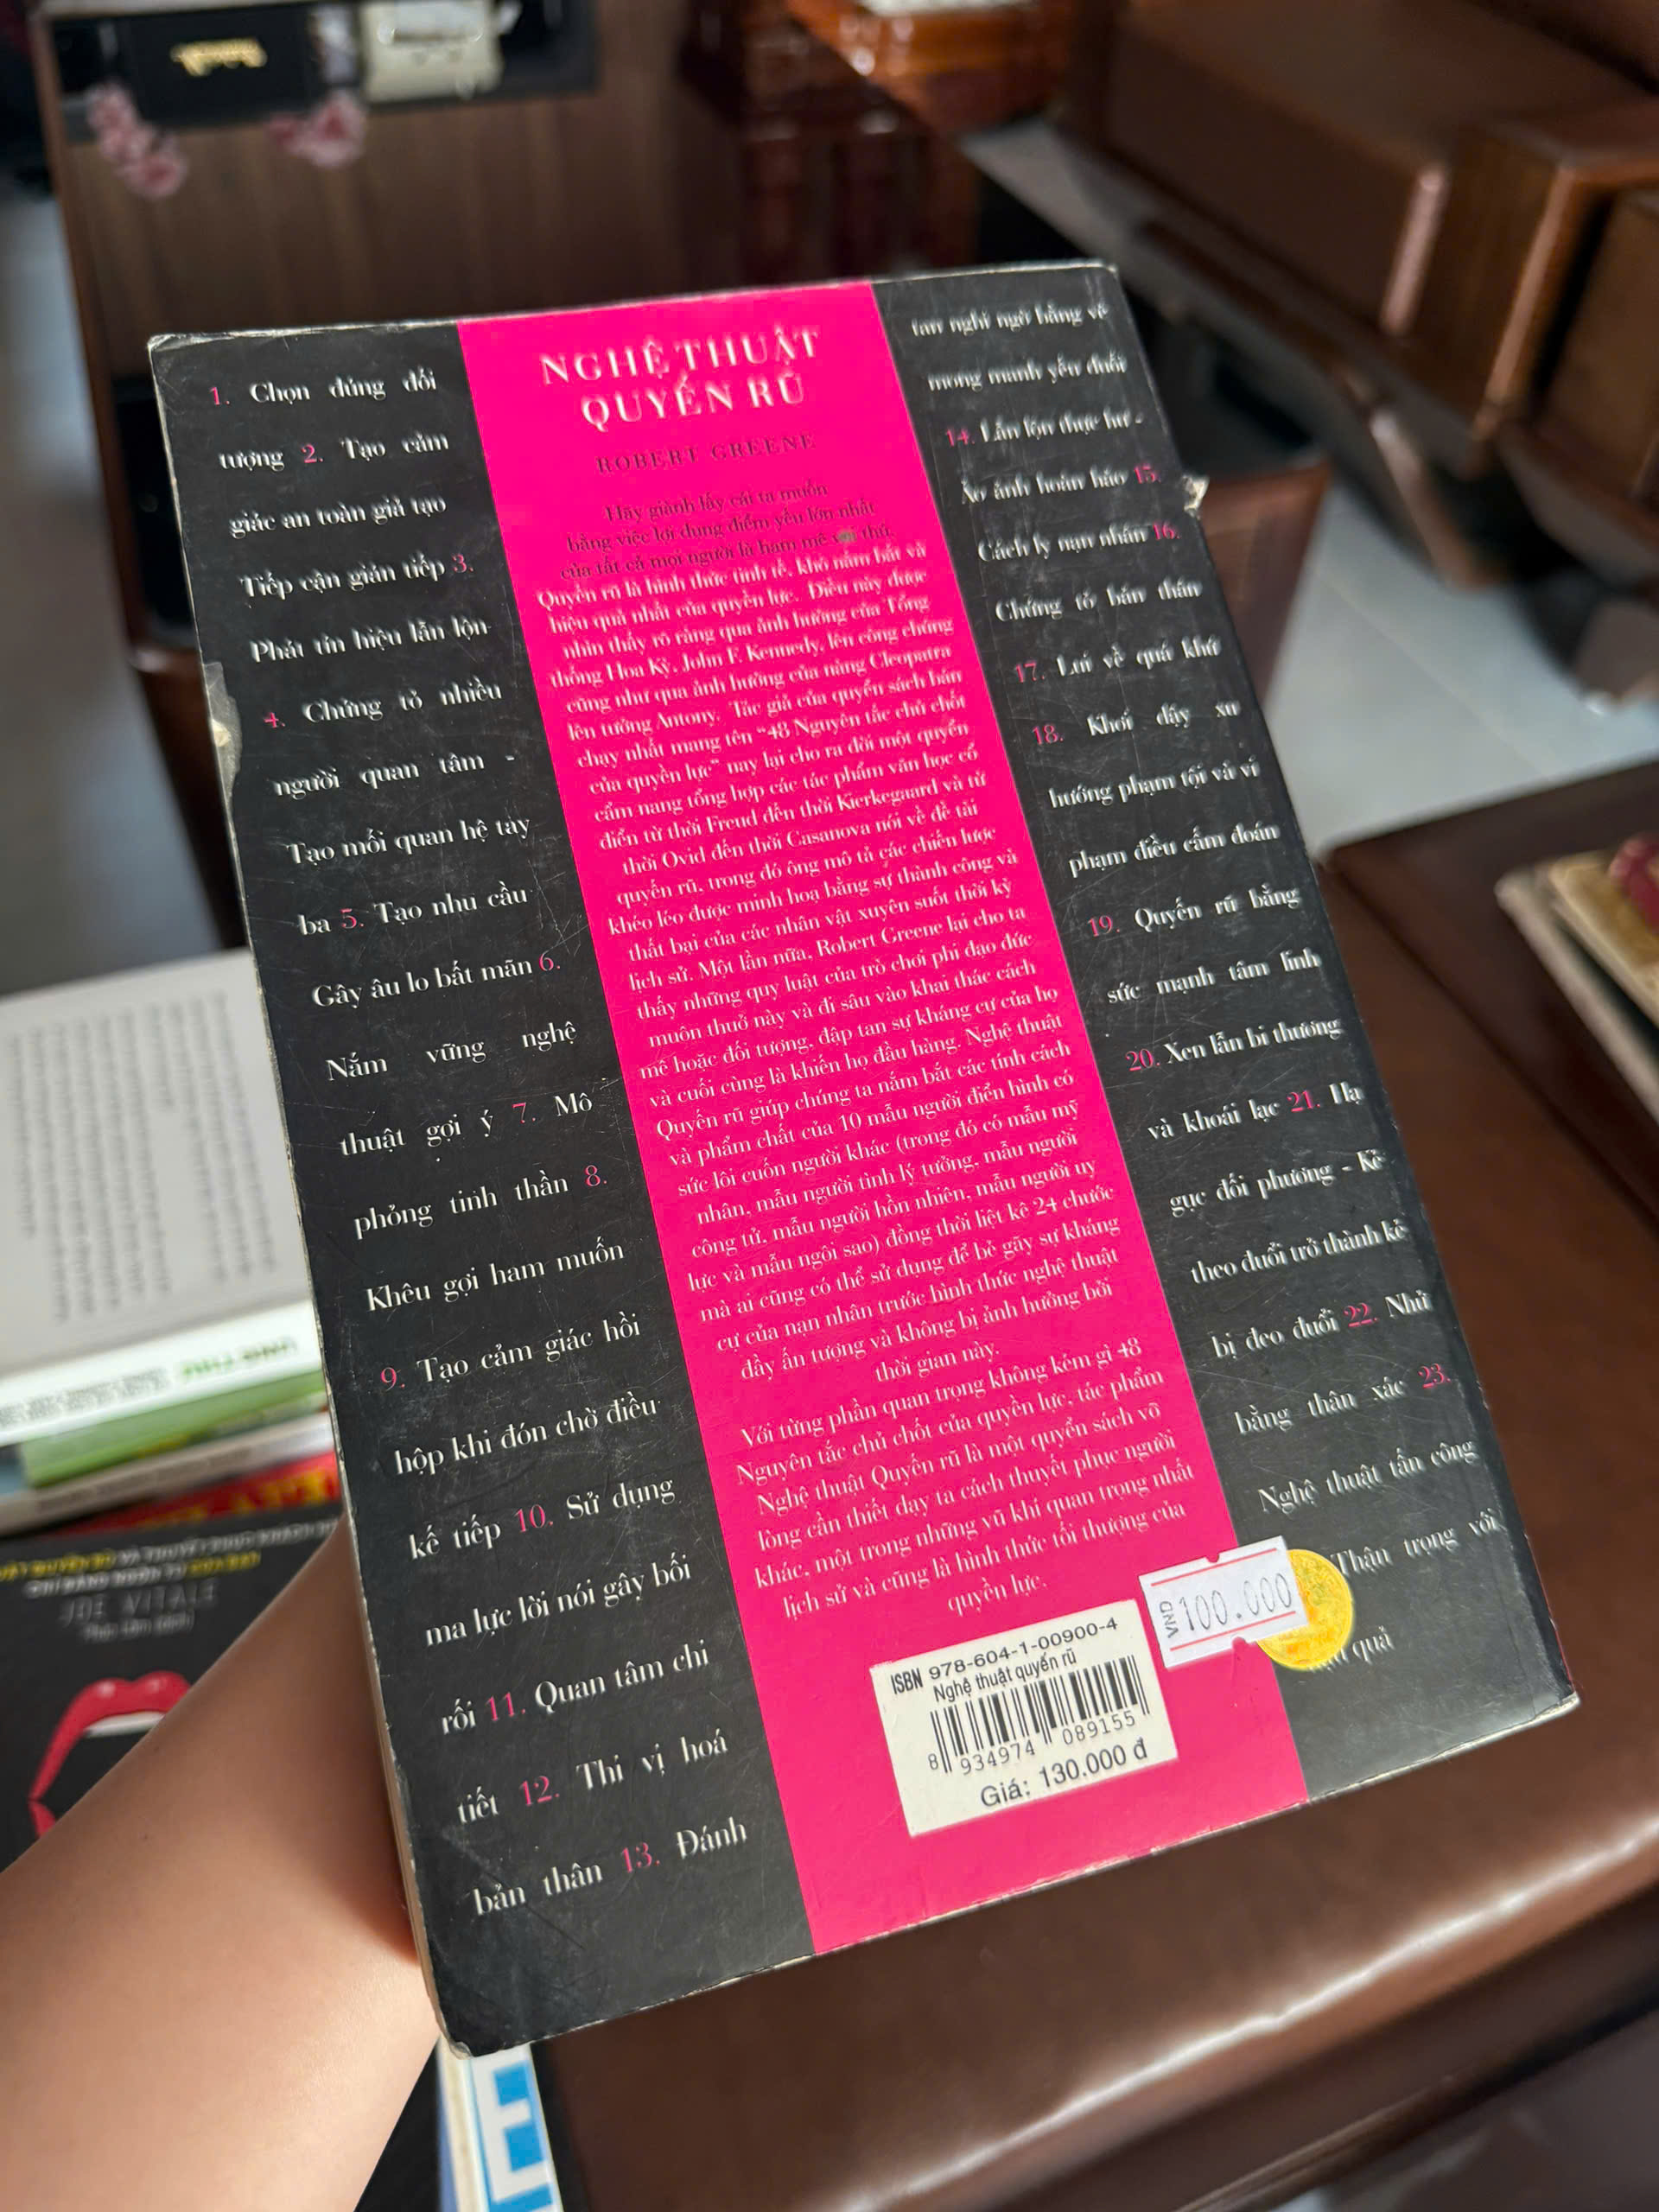 1. Chọn đúng đối
tượng 2. Tạo cảm
giác an toàn giả tạo
Tiếp cận gián tiếp 3.
Phát tín hiệu lẫn lộn
4. Chứng tỏ nhiều
người quan tâm -
Tạo mối quan hệ tay
ba 5. Tạo nhu cầu-
Gây âu lo bất mãn 6.
Nắm vững nghệ
thuật gợi ý 7. Mô
phỏng tinh thần 8.
Khêu gợi ham muốn
9. Tạo cảm giác hồi
hộp khi đón chờ điều
kế tiếp 10. Sử dụng
ma lực lời nói gây bối
rối 11. Quan tâm chi
tiết 12. Thi vị hoá
bản thân 13. Đánh
NGHỆ THUẬT
QUYẾN RŨ
ROBERT GREENE
Hãy giành lấy cái ta muốn
bằng việc lợi dụng điểm yếu lớn nhất
của tất cả mọi người là ham mê thú.
Quyến rũ là hình thức tinh tế, khó nắm bắt và
hiệu quả nhất của quyền lực. Điều này được
nhìn thấy rõ ràng qua ảnh hưởng của Tổng
thống Hoa Kỳ, John F. Kennedy, lên công chúng
cũng như qua ảnh hưởng của nàng Cleopatra
lên tướng Antony. Tác giả của quyển sách bán
chạy nhất mang tên "48 Nguyên tắc chủ chốt
của quyền lực" nay lại cho ra đời một quyển
cẩm nang tổng hợp các tác phẩm văn học cổ
điển từ thời Freud đến thời Kierkegaard và từ
thời Ovid đến thời Casanova nói về đề tài
quyến rũ, trong đó ông mô tả các chiến lược
khéo léo được minh hoạ bằng sự thành công và
thất bại của các nhân vật xuyên suốt thời kỳ
lịch sử. Một lần nữa, Robert Greene lại cho ta
thấy những quy luật của trò chơi phi đạo đức
muôn thuở này và đi sâu vào khai thác cách
mê hoặc đối tượng, đập tan sự kháng cự của họ
và cuối cùng là khiến họ đầu hàng. Nghệ thuật
Quyến rũ giúp chúng ta nắm bắt các tính cách
và phẩm chất của 10 mẫu người điển hình có
sức lôi cuốn người khác (trong đó có mẫu mỹ
nhân, mẫu người tình lý tưởng, mẫu người
công tử, mẫu người hồn nhiên, mẫu người uy
lực và mẫu ngôi sao) đồng thời liệt kê 24 chước
mà ai cũng có thể sử dụng để bẻ gãy sự kháng
cự của nạn nhân trước hình thức nghệ thuật
đầy ấn tượng và không bị ảnh hưởng bởi
thời gian này.
Với từng phần quan trọng không kém gì 48
Nguyên tắc chủ chốt của quyền lực, tác phẩm
Nghệ thuật Quyến rũ là một quyển sách vỡ
lòng cần thiết dạy ta cách thuyết phục người
khác, một trong những vũ khí quan trọng nhất
lịch sử và cũng là hình thức tối thượng của
quyền lực.
tan nghi ngờ bằng vẻ
mong manh yếu đuối
14. Lẫn lộn thực hư -
Ảo ảnh hoàn hảo 15.
Cách ly nạn nhân 16.
Chứng tỏ bản thân
17. Lui về quá khứ
18. Khơi dậy xu
hướng phạm tội và vi
phạm điều cấm đoán
19. Quyến rũ bằng
sức mạnh tâm linh
20. Xen lẫn bi thương
và khoái lạc 21. Hạ
gục đối phương - Kẻ
theo đuổi trở thành kẻ
bị đeo đuổi 22. Nhử
bằng thân xác 23.
Nghệ thuật tấn công
Thận trọng với
quả
VND 100.000
ISBN 978-604-1-00900-4
Nghệ thuật quyến rũ
8 934974 089155
Giá: 130.000 đ
JOE VITALE
E